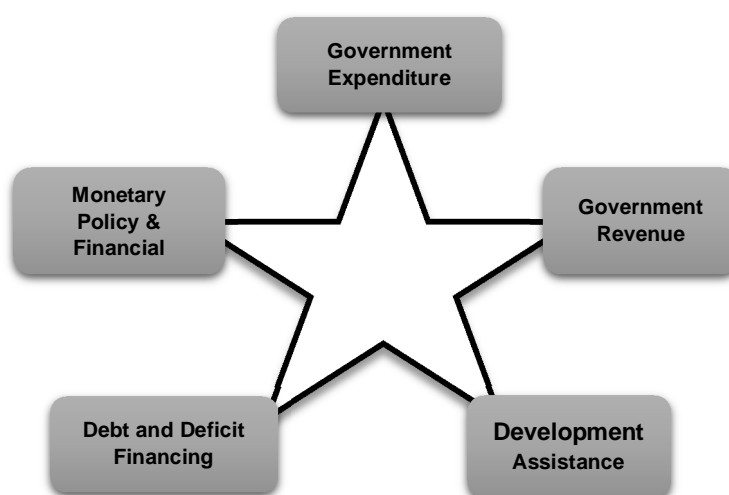 Government
Expenditure
Monetary
Policy &
Financial
Government
Revenue
Debt and Deficit
Financing
Development
Assistance